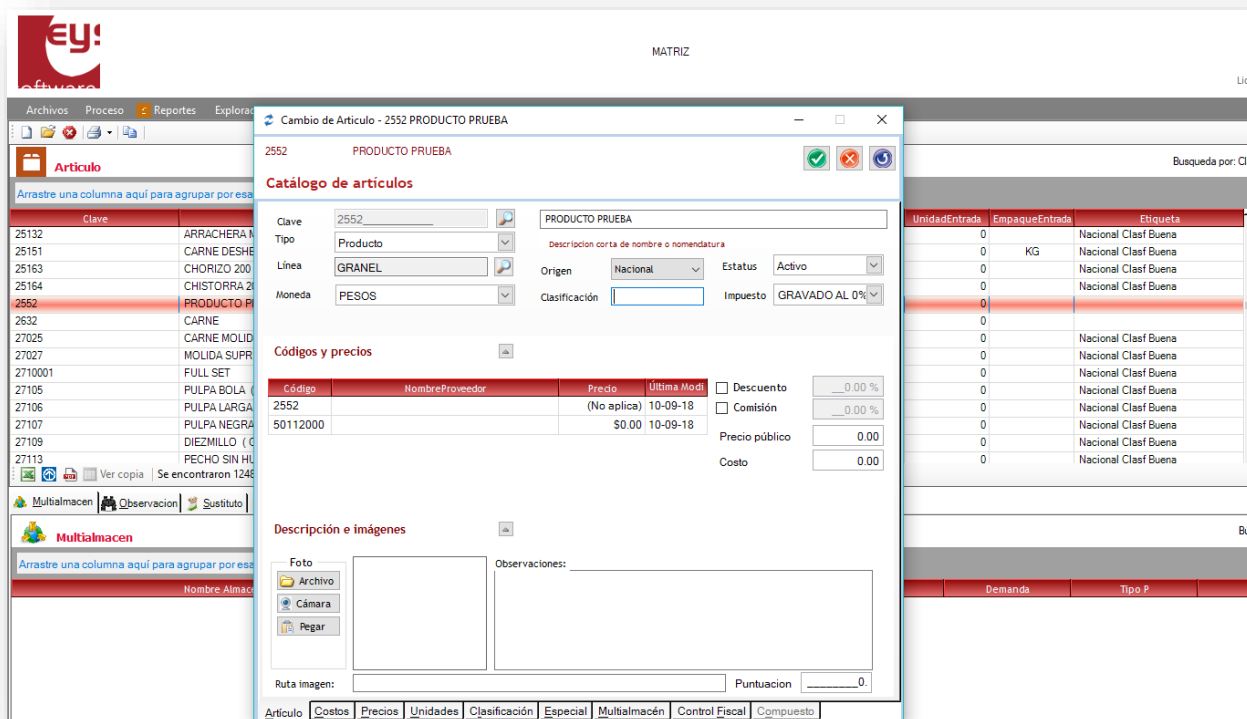 EY:
oftware
MATRIZ
Lic
Archivos Proceso Reportes Explorac
Cambio de Articulo - 2552 PRODUCTO PRUEBA
2552 PRODUCTO PRUEBA
Articulo
Busqueda por: Cl
Catálogo de artículos
Arrastre una columna aquí para agrupar por esa
Clave UnidadEntrada EmpaqueEntrada Etiqueta
25132 ARRACHERA M 0 Nacional Clasf Buena
25151 CARNE DESHE 0 KG Nacional Clasf Buena
25163 CHORIZO 200 0 Nacional Clasf Buena
25164 CHISTORRA 20 0 Nacional Clasf Buena
2552 PRODUCTO P 0
2632 CARNE 0
27025 CARNE MOLID 0 Nacional Clasf Buena
27027 MOLIDA SUPR 0 Nacional Clasf Buena
2710001 FULL SET 0 Nacional Clasf Buena
27105 PULPA BOLA ( 0 Nacional Clasf Buena
27106 PULPA LARGA 0 Nacional Clasf Buena
27107 PULPA NEGRA 0 Nacional Clasf Buena
27109 DIEZMILLO ( C 0 Nacional Clasf Buena
27113 PECHO SIN HU 0 Nacional Clasf Buena
Ver copia Se encontraron 1248
Multialmacen Observacion Sustituto
Multialmacen
Bu
Arrastre una columna aquí para agrupar por esa
Nombre Almace Demanda Tipo P
Clave 2552 PRODUCTO PRUEBA
Tipo Producto Descripcion corta de nombre o nomendatura
Línea GRANEL Origen Nacional Estatus Activo
Moneda PESOS Clasificación Impuesto GRAVADO AL 0%
Códigos y precios
Código NombreProveedor Precio Última Modi
2552 (No aplica) 10-09-18
50112000 $0.00 10-09-18
Descuento 0.00 %
Comisión 0.00 %
Precio público 0.00
Costo 0.00
Descripción e imágenes
Foto
Archivo
Cámara
Pegar
Observaciones:
Ruta imagen: Puntuacion 0.
Artículo Costos Precios Unidades Clasificación Especial Multialmacén Control Fiscal Compuesto